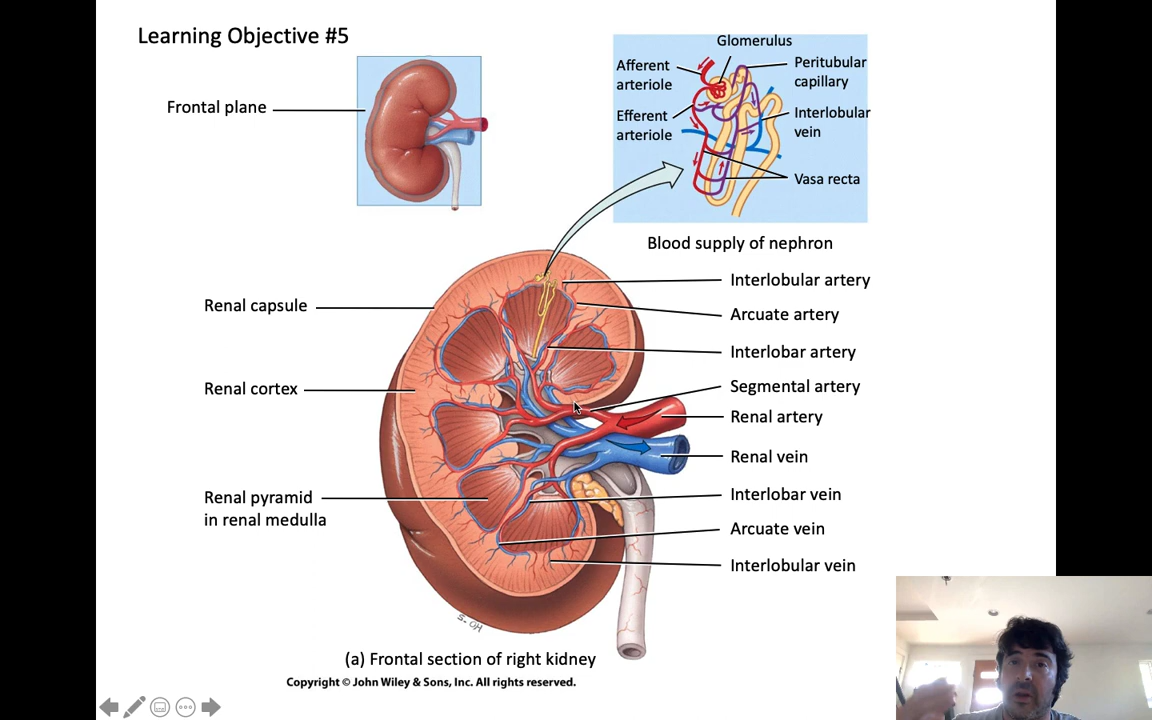 Learning Objective #5
Frontal plane
Glomerulus
Afferent
arteriole
Efferent
arteriole
Peritubular
capillary
Interlobular
vein
Vasa recta
Blood supply of nephron
Renal capsule
Renal cortex
Renal pyramid
in renal medulla
Interlobular artery
Arcuate artery
Interlobar artery
Segmental artery
Renal artery
Renal vein
Interlobar vein
Arcuate vein
Interlobular vein
(a) Frontal section of right kidney
Copyright © John Wiley & Sons, Inc. All rights reserved.